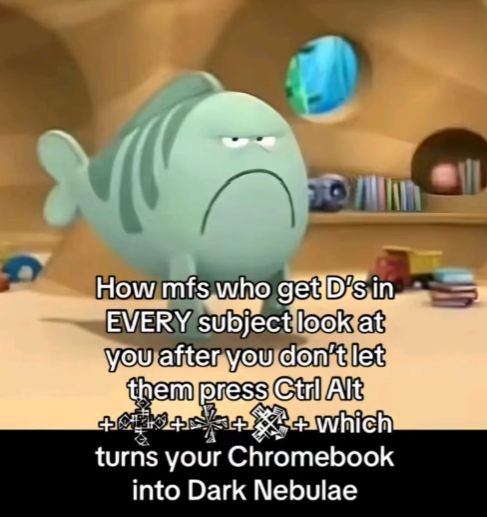 How mfs who get D's in
EVERY subject look at
you after you don't let
them press Ctrl Alt
+ + + + which
turns your Chromebook
into Dark Nebulae